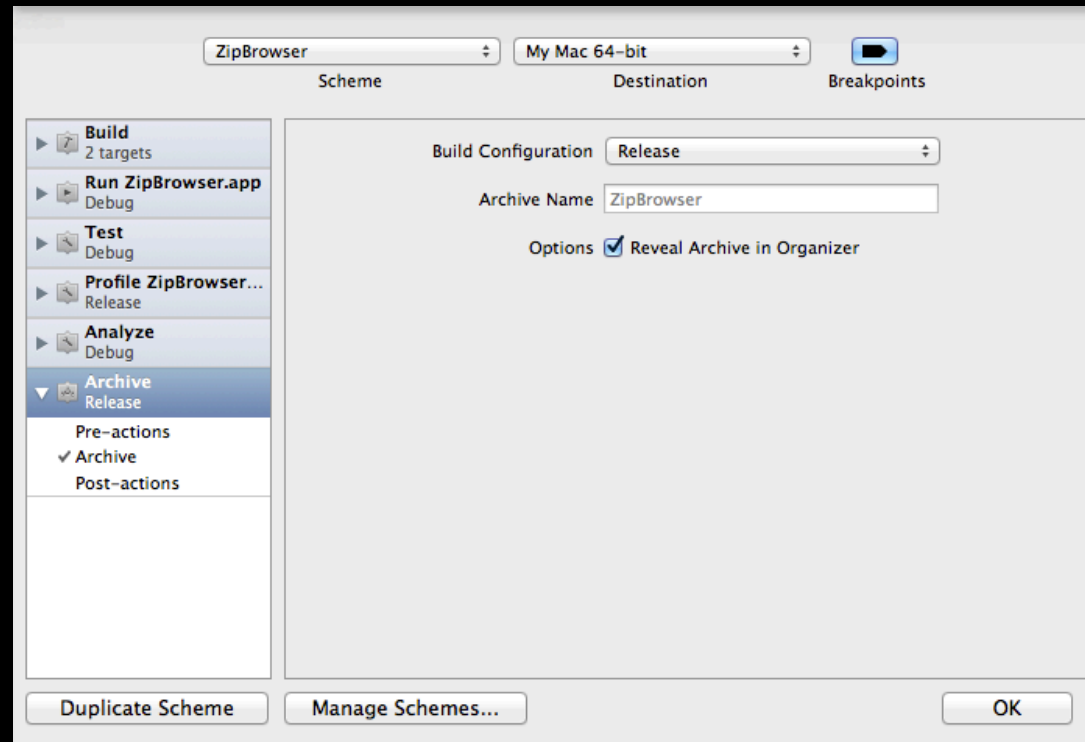 ZipBrowser
My Mac 64-bit
Scheme
Destination
Breakpoints
Build
2 targets
Run ZipBrowser.app
Debug
Test
Debug
Profile ZipBrowser...
Release
Analyze
Debug
Archive
Release
Pre-actions
Archive
Post-actions
Build Configuration Release
Archive Name ZipBrowser
Options Reveal Archive in Organizer
Duplicate Scheme
Manage Schemes...
OK